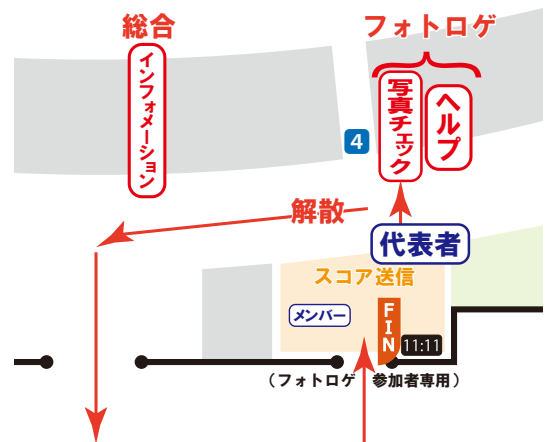 総合
フォトロゲ
インフォメーション
写真チェック
ヘルプ
4
解散
代表者
スコア送信
メンバー
FIN
11:11
(フォトロゲ 参加者専用)